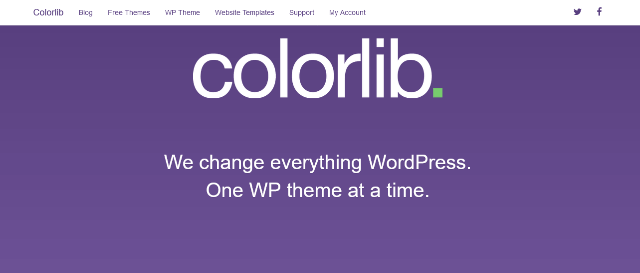 Colorlib Blog Free Themes WP Theme Website Templates Support My Account
colorlib.
We change everything WordPress.
One WP theme at a time.